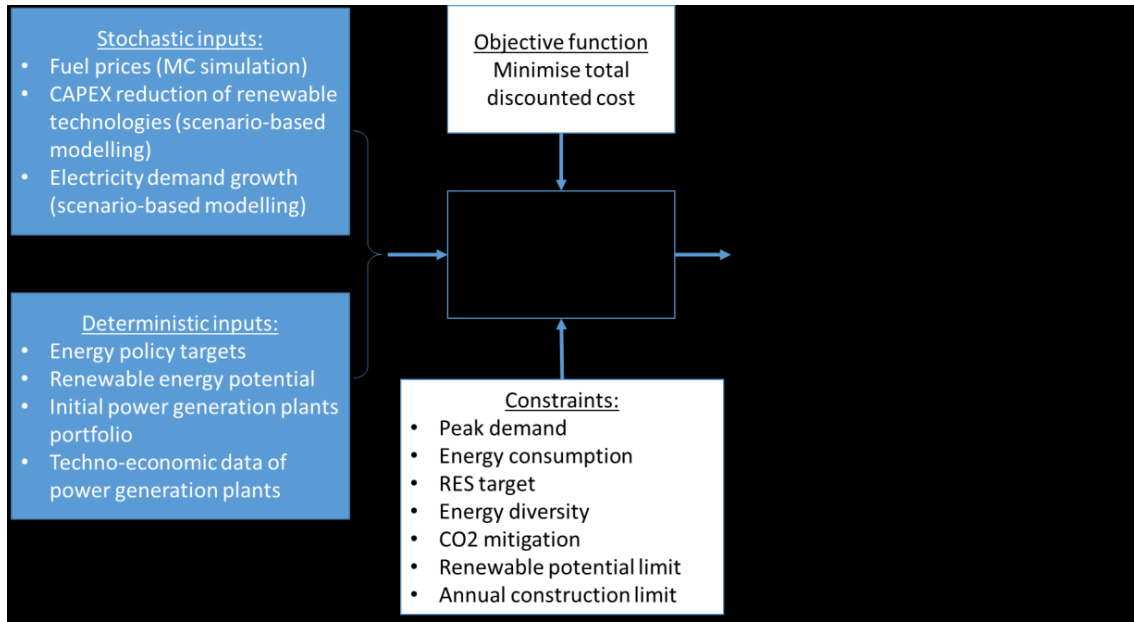 Stochastic inputs:
• Fuel prices (MC simulation)
• CAPEX reduction of renewable
technologies (scenario-based
modelling)
• Electricity demand growth
(scenario-based modelling)
Deterministic inputs:
• Energy policy targets
• Renewable energy potential
• Initial power generation plants
portfolio
• Techno-economic data of
power generation plants
Objective function
Minimise total
discounted cost
Constraints:
• Peak demand
• Energy consumption
• RES target
• Energy diversity
• CO2 mitigation
• Renewable potential limit
• Annual construction limit